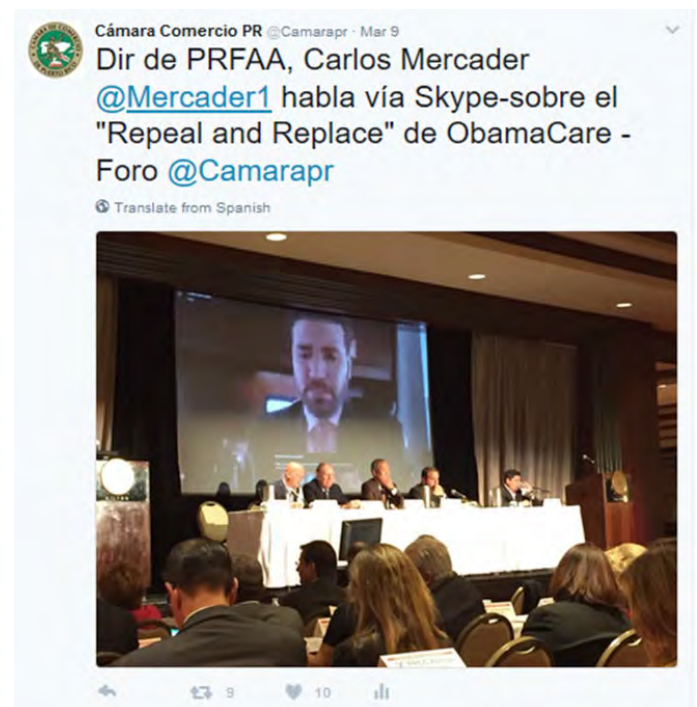 Cámara Comercio PR @Camarapr · Mar 9
Dir de PRFAA, Carlos Mercader
@Mercader1 habla vía Skype-sobre el
"Repeal and Replace" de ObamaCare -
Foro @Camarapr
Translate from Spanish
9 10